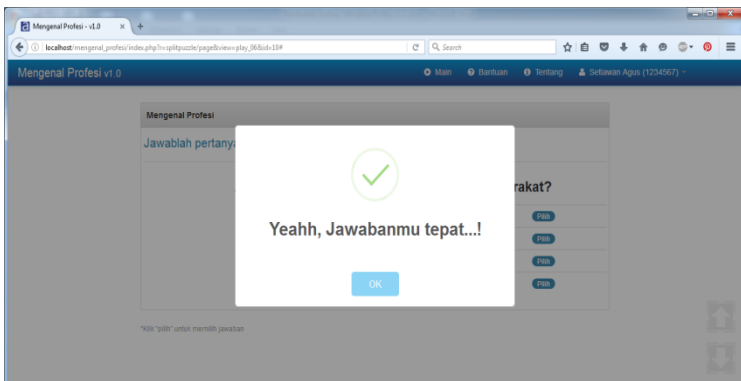 Mengenal Profesi - v1.0
localhost/mengenal_profesi/index.php?i=splitpuzzle/page&view=play_06&id=10#
Search
Mengenal Profesi v1.0 Main Bantuan Tentang Setiawan Agus (1234567)
Mengenal Profesi
Jawablah pertanya
rakat?
Yeahh, Jawabanmu tepat...!
Pilih
Pilih
Pilih
Pilih
OK
*Klik "pilih" untuk memilih jawaban